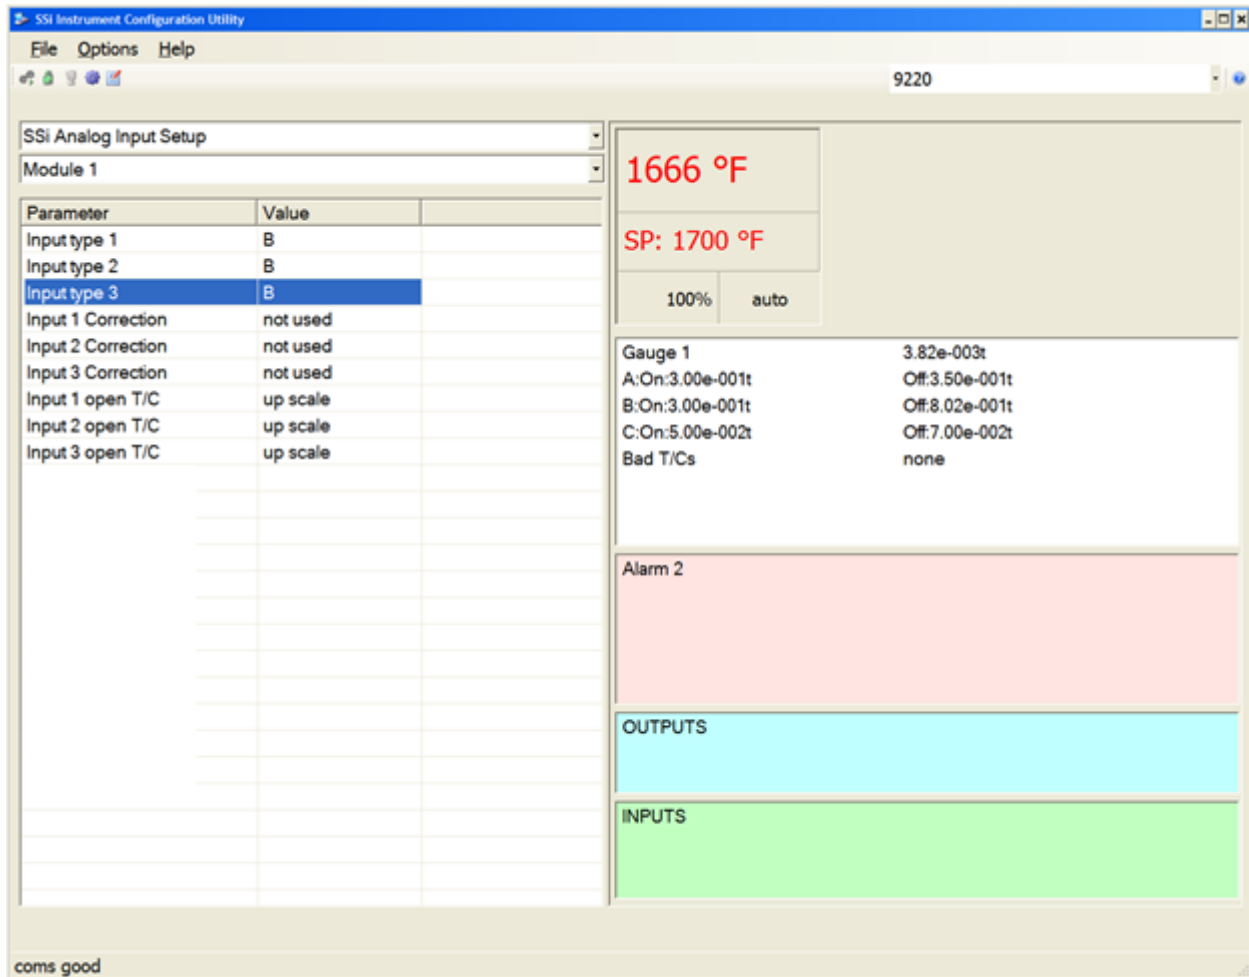 SSi Instrument Configuration Utility
File Options Help
9220
SSi Analog Input Setup
Module 1
Parameter Value
Input type 1 B
Input type 2 B
Input type 3 B
Input 1 Correction not used
Input 2 Correction not used
Input 3 Correction not used
Input 1 open T/C up scale
Input 2 open T/C up scale
Input 3 open T/C up scale
1666 °F
SP: 1700 °F
100% auto
Gauge 1 3.82e-003t
A:On:3.00e-001t Off:3.50e-001t
B:On:3.00e-001t Off:8.02e-001t
C:On:5.00e-002t Off:7.00e-002t
Bad T/Cs none
Alarm 2
OUTPUTS
INPUTS
coms good